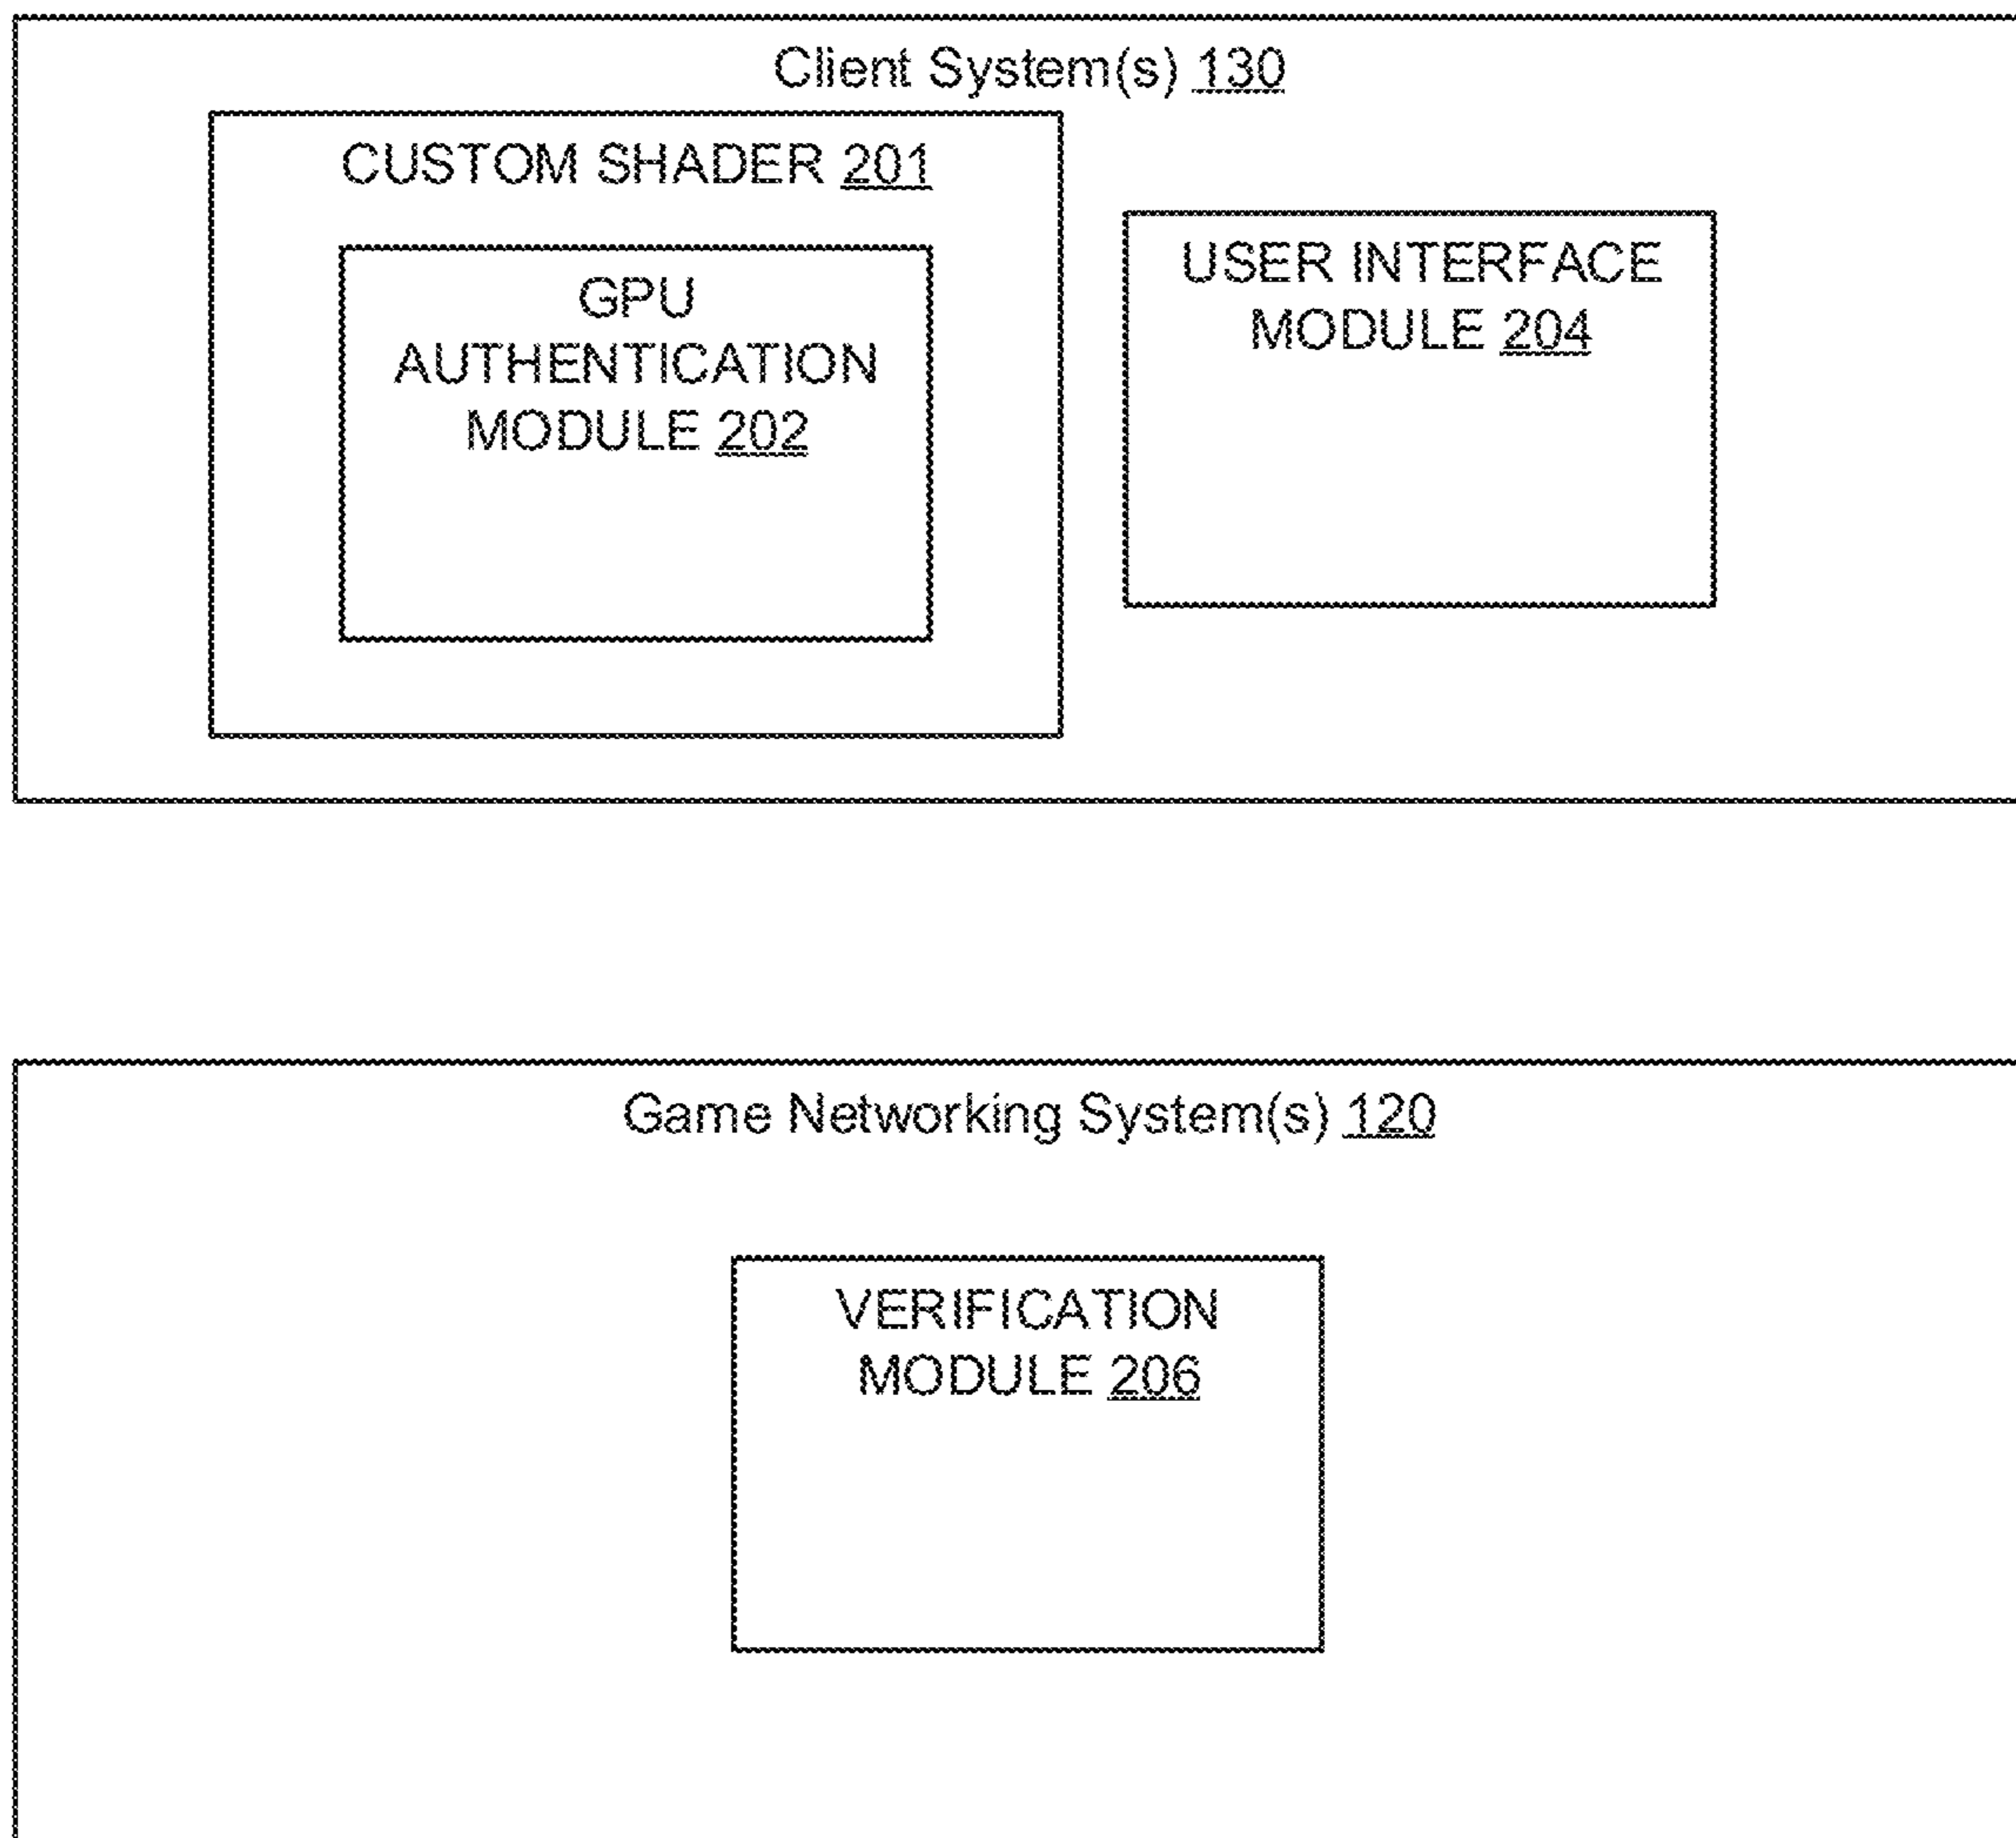 Client System(s) 130
CUSTOM SHADER 201
GPU
AUTHENTICATION
MODULE 202
USER INTERFACE
MODULE 204
Game Networking System(s) 120
VERIFICATION
MODULE 206